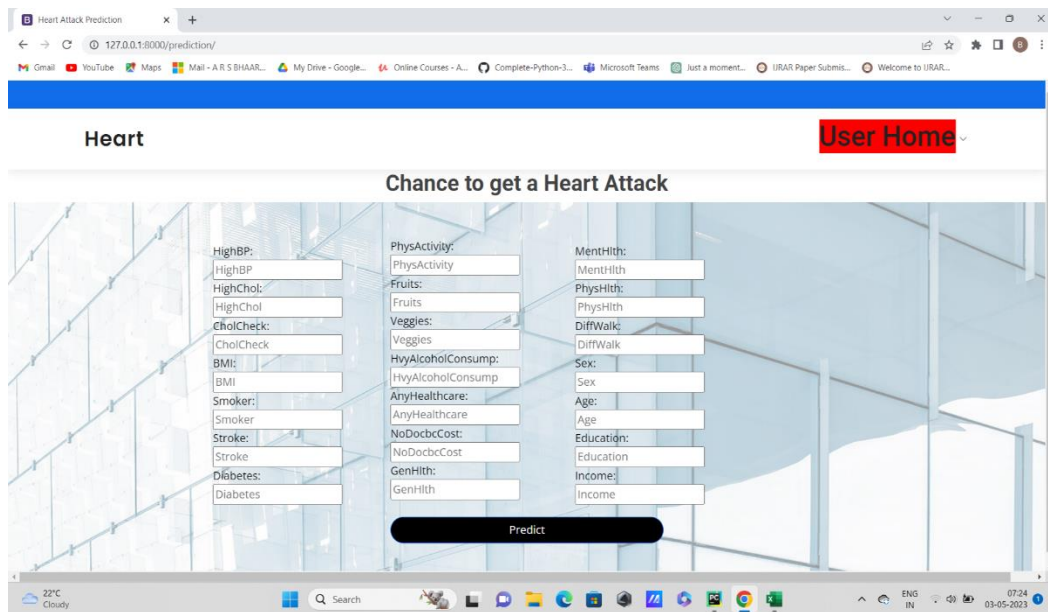 Heart Attack Prediction
127.0.0.1:8000/prediction/
Gmail YouTube Maps Mail - A R S BHAAR... My Drive - Google... Online Courses - A... Complete-Python-3... Microsoft Teams Just a moment... IJRAR Paper Submis... Welcome to IJRAR...
Heart
User Home
Chance to get a Heart Attack
HighBP:
HighBP
HighChol:
HighChol
CholCheck:
CholCheck
BMI:
BMI
Smoker:
Smoker
Stroke:
Stroke
Diabetes:
Diabetes
PhysActivity:
PhysActivity
Fruits:
Fruits
Veggies:
Veggies
HvyAlcoholConsump:
HvyAlcoholConsump
AnyHealthcare:
AnyHealthcare
NoDocbcCost:
NoDocbcCost
GenHlth:
GenHlth
MentHlth:
MentHlth
PhysHlth:
PhysHlth
DiffWalk:
DiffWalk
Sex:
Sex
Age:
Age
Education:
Education
Income:
Income
Predict
22°C
Cloudy
Search
ENG
IN
07:24
03-05-2023